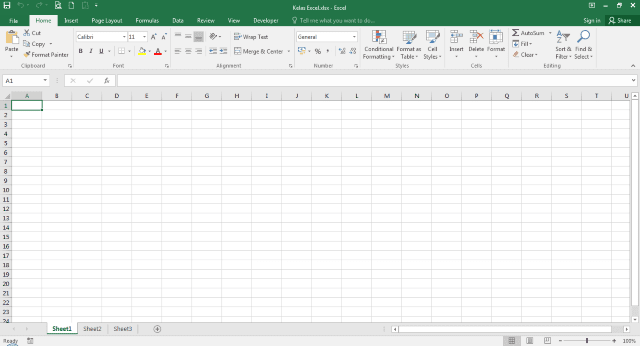 Kelas Excel.xlsx - Excel
File Home Insert Page Layout Formulas Data Review View Developer Tell me what you want to do... Sign in Share
Paste Cut Copy Format Painter Clipboard
Calibri 11 A A B I U A Font
Wrap Text Merge & Center Alignment
General % , Number
Conditional Formatting Format as Table Cell Styles Styles
Insert Delete Format Cells
AutoSum Fill Clear Sort & Filter Find & Select Editing
A1 fx
A B C D E F G H I J K L M N O P Q R S T U
1
2
3
4
5
6
7
8
9
10
11
12
13
14
15
16
17
18
19
20
21
22
23
24
Sheet1 Sheet2 Sheet3
Ready 100%